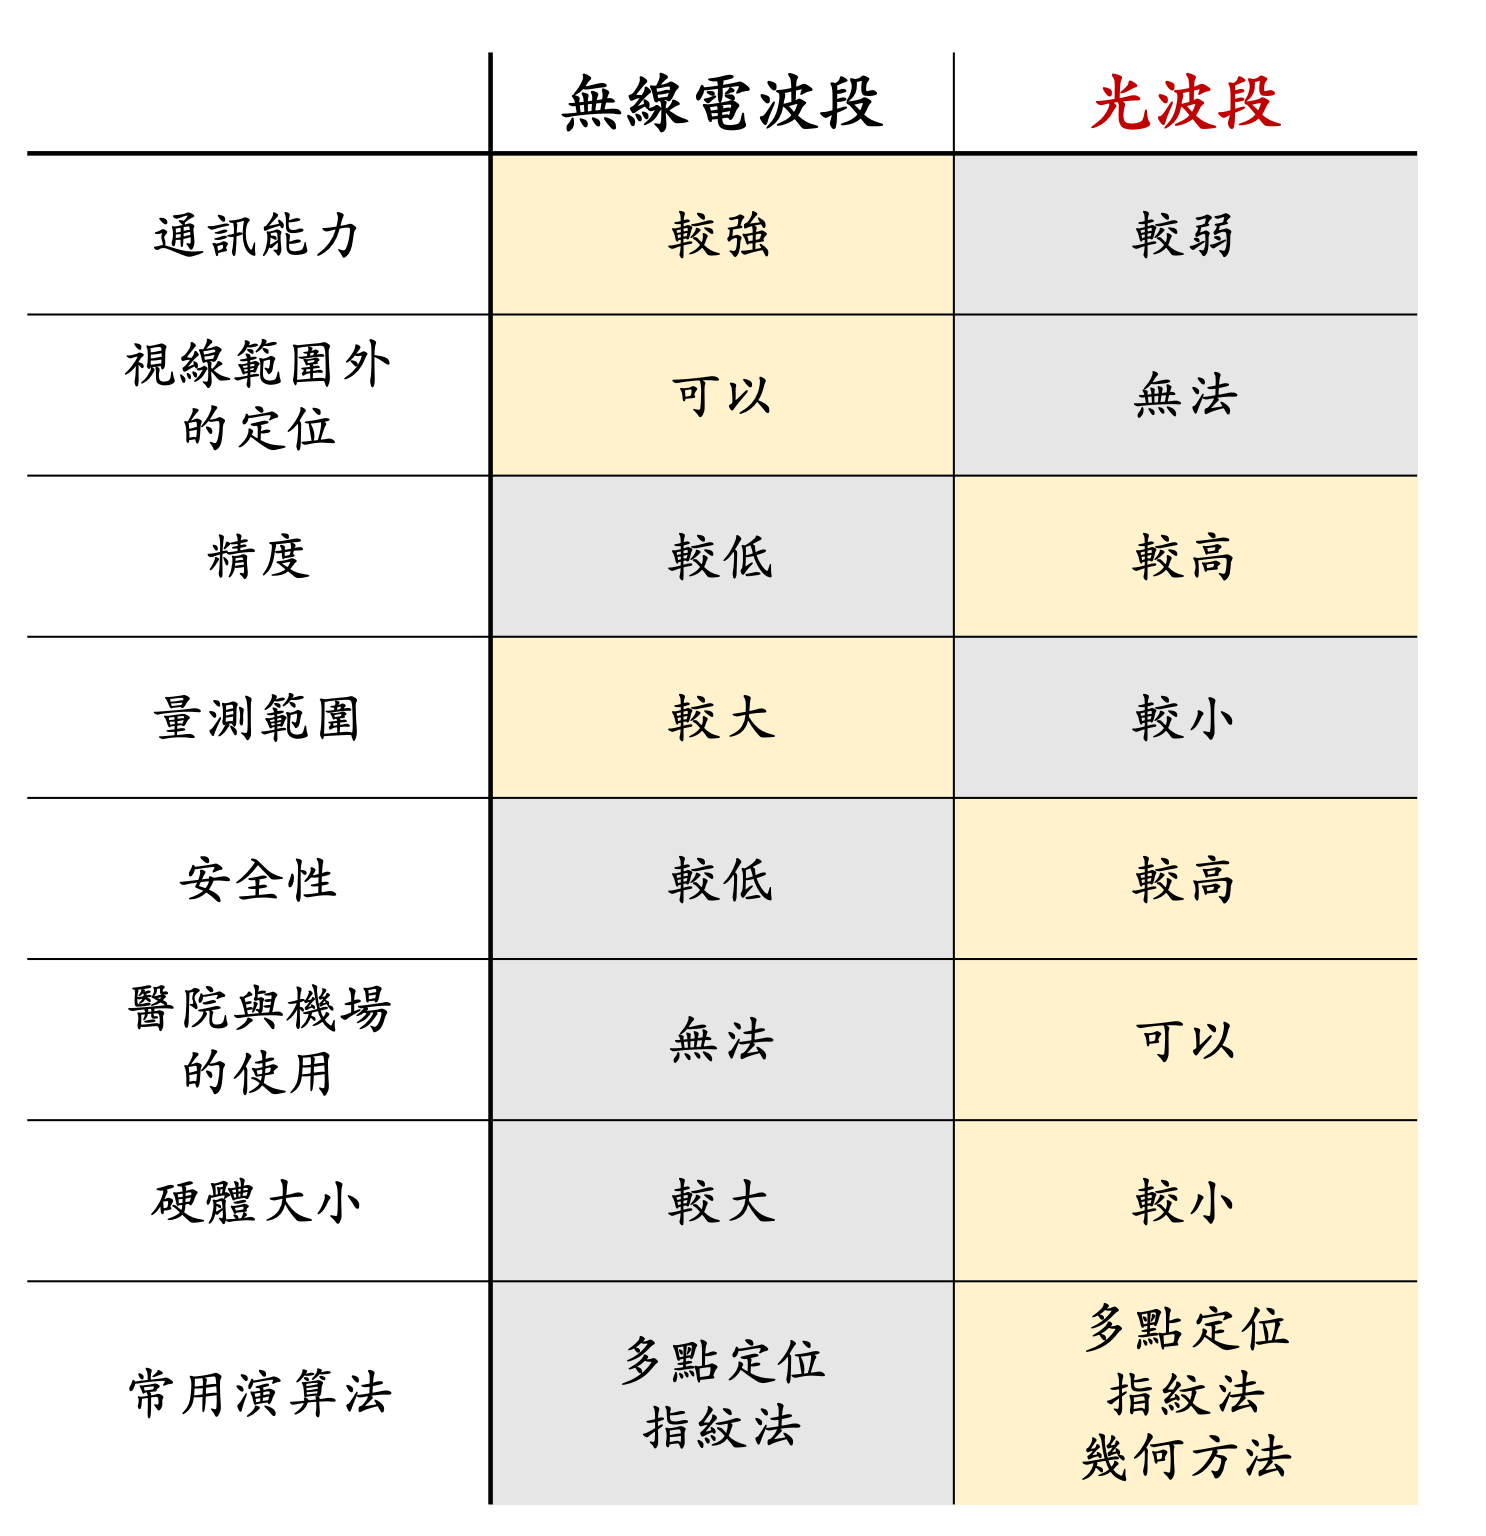 無線電波段 光波段
通訊能力 較強 較弱
視線範圍外
的定位 可以 無法
精度 較低 較高
量測範圍 較大 較小
安全性 較低 較高
醫院與機場
的使用 無法 可以
硬體大小 較大 較小
常用演算法
多點定位
指紋法
多點定位
指紋法
幾何方法